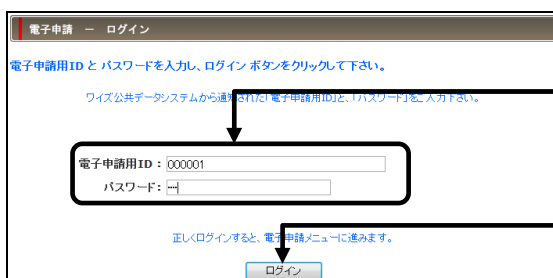 電子申請 － ログイン
電子申請用ID と パスワードを入力し、ログイン ボタンをクリックして下さい。
ワイズ公共データシステムから通知された「電子申請用ID」と、「パスワード」をご入力下さい。
電子申請用ID： 000001
パスワード：
正しくログインすると、電子申請メニューに進みます。
ログイン